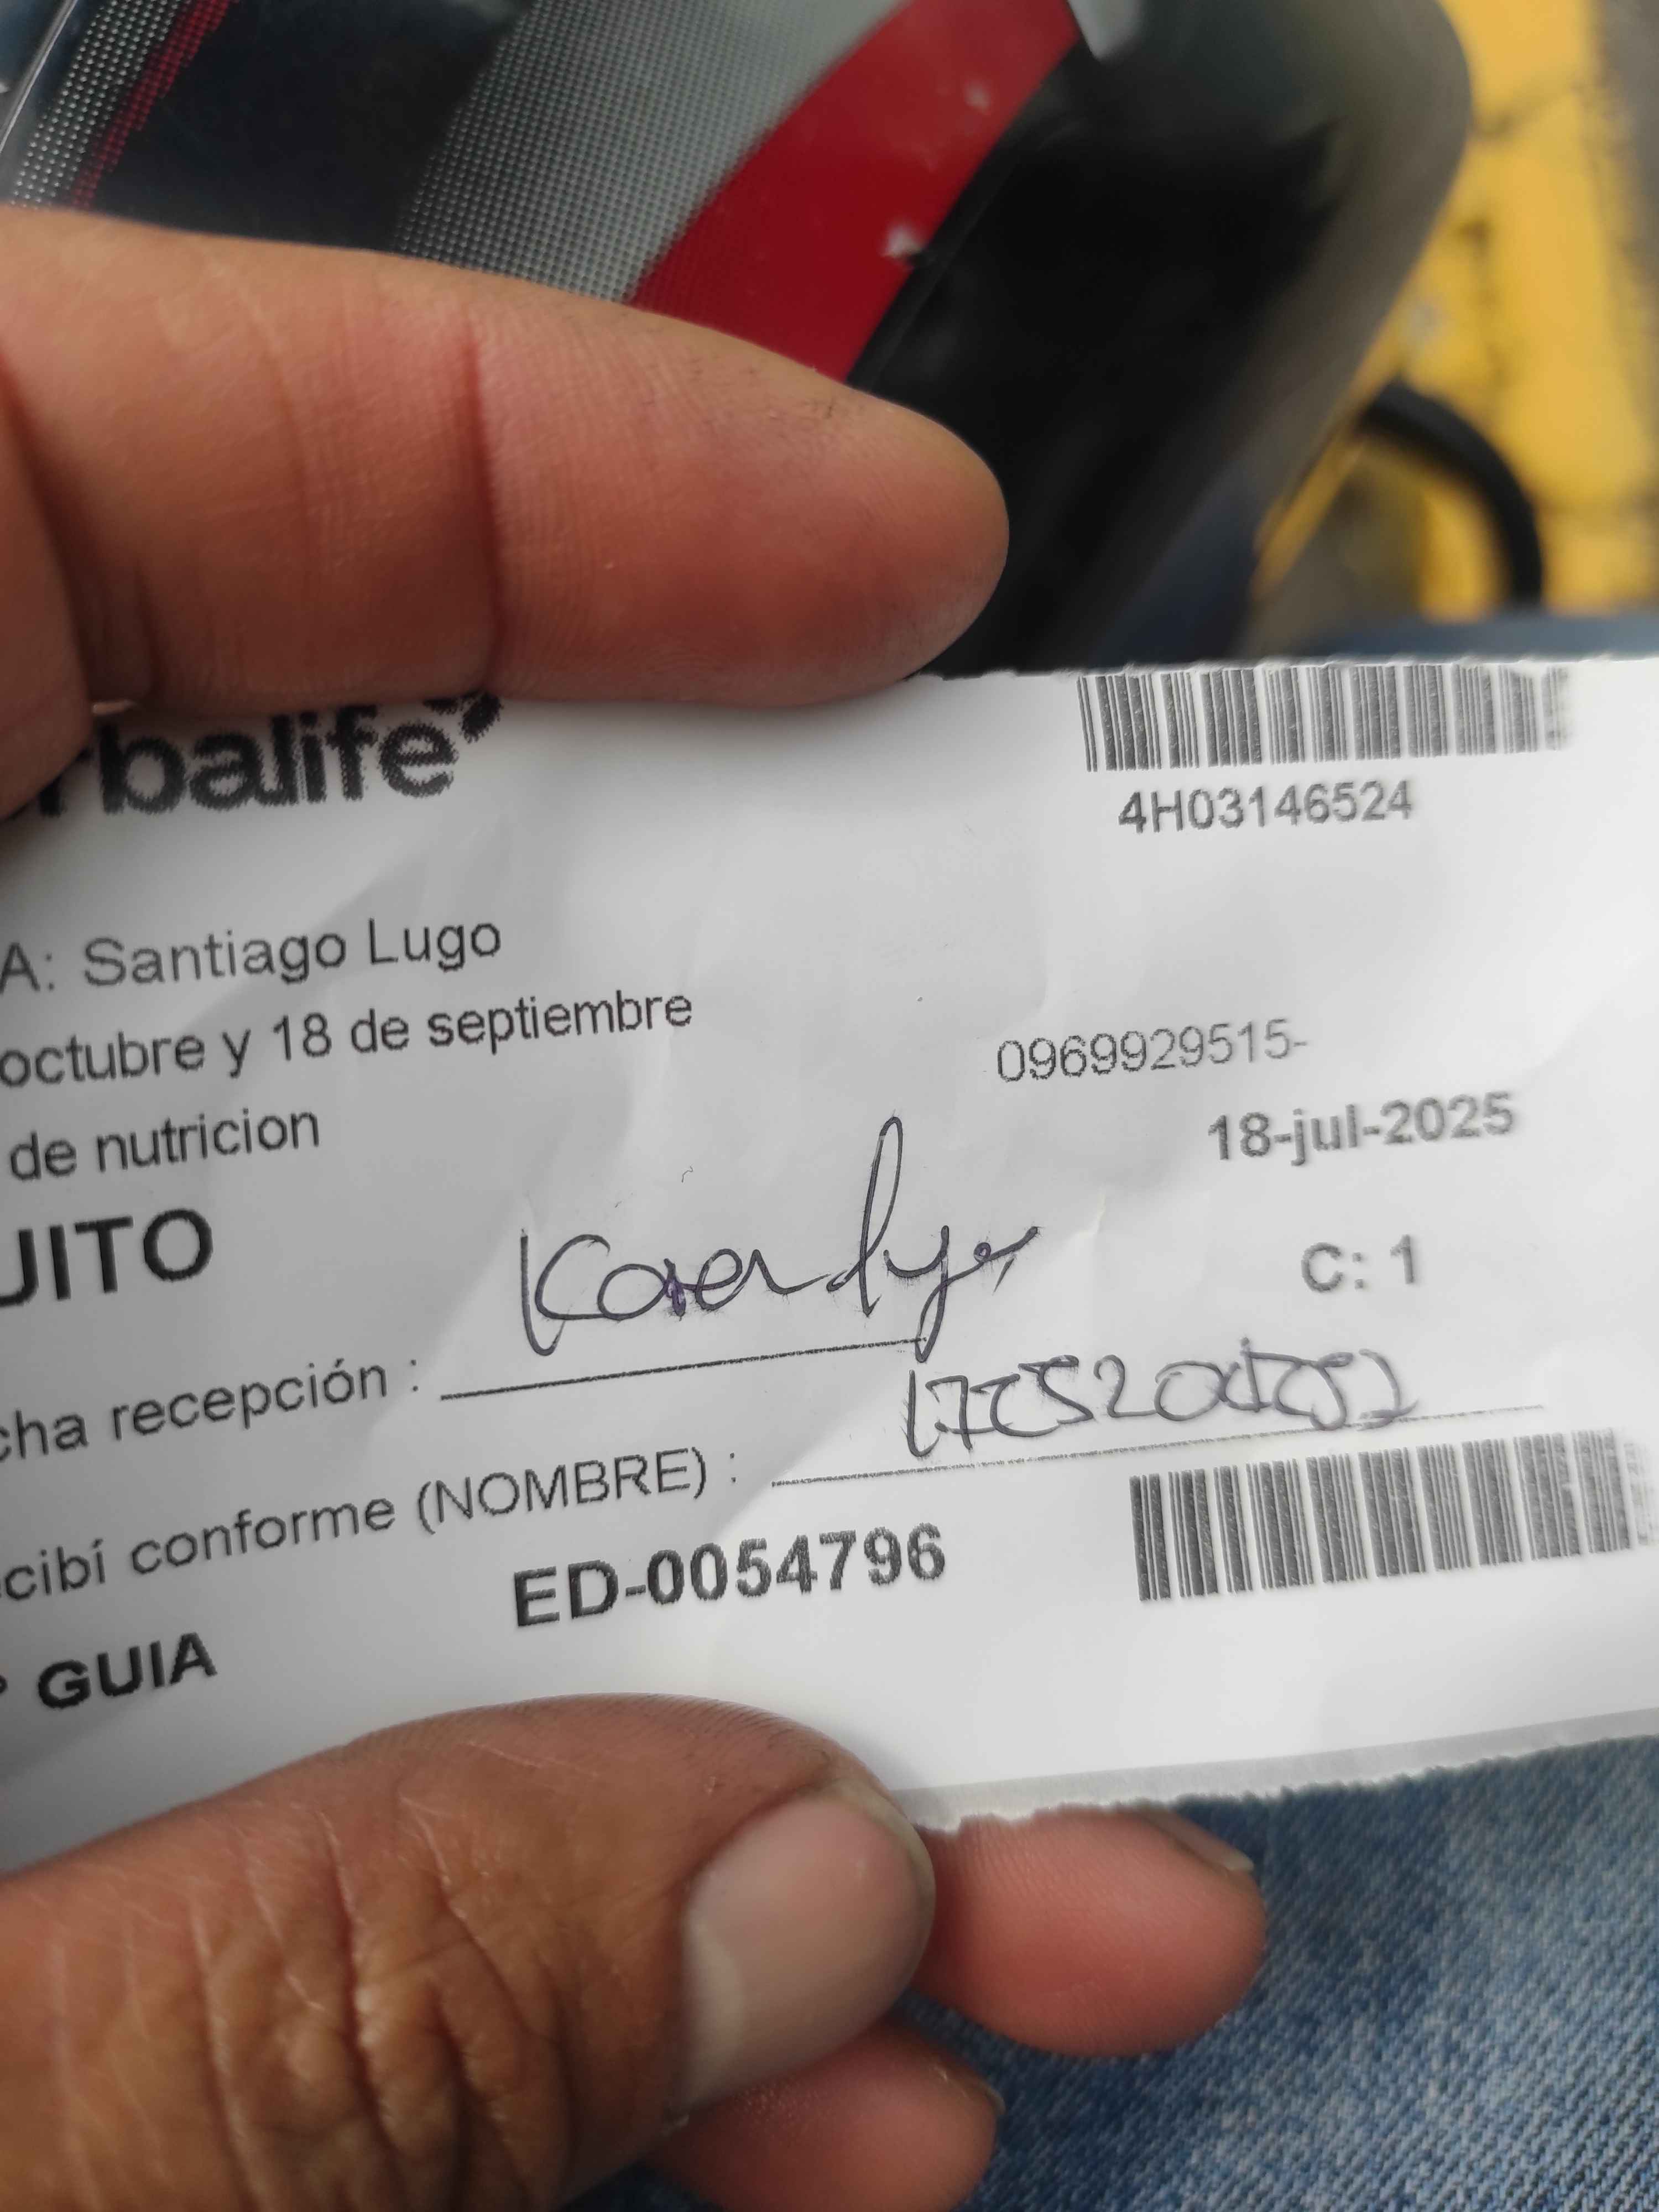 rbalife
4H03146524
A: Santiago Lugo
octubre y 18 de septiembre
0969929515-
de nutricion
18-jul-2025
UITO
C: 1
cha recepción :
cibí conforme (NOMBRE) :
ED-0054796
GUIA